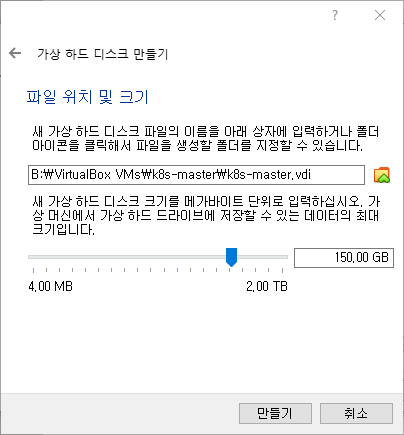 ?
가상 하드 디스크 만들기
파일 위치 및 크기
새 가상 하드 디스크 파일의 이름을 아래 상자에 입력하거나 폴더
아이콘을 클릭해서 파일을 생성할 폴더를 지정할 수 있습니다.
B:₩VirtualBox VMs₩k8s-master₩k8s-master.vdi
새 가상 하드 디스크 크기를 메가바이트 단위로 입력하십시오. 가
상 머신에서 가상 하드 드라이브에 저장할 수 있는 데이터의 최대
크기입니다.
150,00 GB
4,00 MB 2,00 TB
만들기 취소